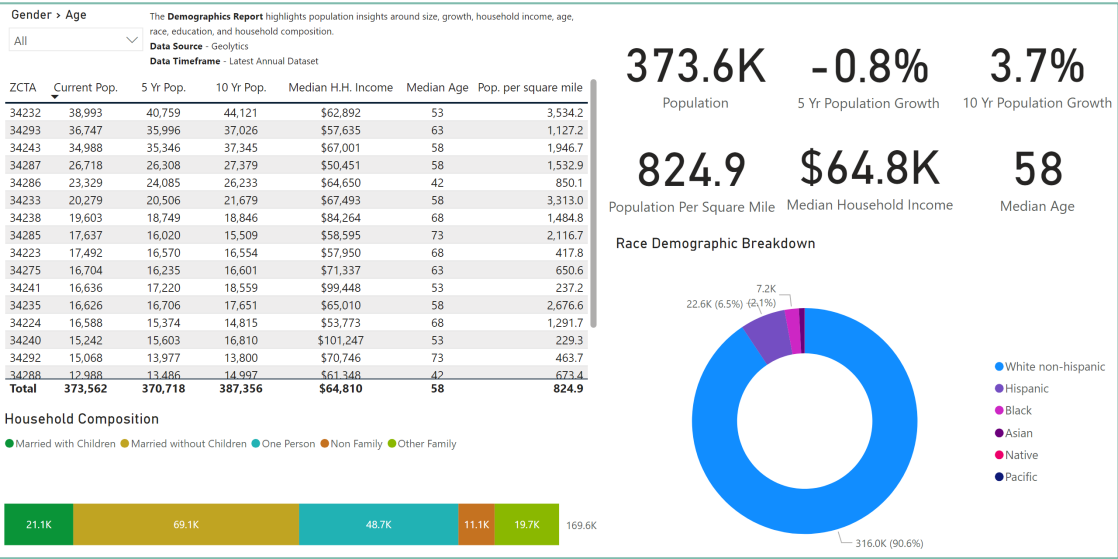 Gender > Age
All
The Demographics Report highlights population insights around size, growth, household income, age,
race, education, and household composition.
Data Source - Geolytics
Data Timeframe - Latest Annual Dataset
ZCTA Current Pop. 5 Yr Pop. 10 Yr Pop. Median H.H. Income Median Age Pop. per square mile
34232 38,993 40,759 44,121 $62,892 53 3,534.2
34293 36,747 35,996 37,026 $57,635 63 1,127.2
34243 34,988 35,346 37,345 $67,001 58 1,946.7
34287 26,718 26,308 27,379 $50,451 58 1,532.9
34286 23,329 24,085 26,233 $64,650 42 850.1
34233 20,279 20,506 21,679 $67,493 58 3,313.0
34238 19,603 18,749 18,846 $84,264 68 1,484.8
34285 17,637 16,020 15,509 $58,595 73 2,116.7
34223 17,492 16,570 16,554 $57,950 68 417.8
34275 16,704 16,235 16,601 $71,337 63 650.6
34241 16,636 17,220 18,559 $99,448 53 237.2
34235 16,626 16,706 17,651 $65,010 58 2,676.6
34224 16,588 15,374 14,815 $53,773 68 1,291.7
34240 15,242 15,603 16,810 $101,247 53 229.3
34292 15,068 13,977 13,800 $70,746 73 463.7
34288 12,988 13,486 14,997 $61,348 42 673.4
Total 373,562 370,718 387,356 $64,810 58 824.9
Household Composition
Married with Children Married without Children One Person Non Family Other Family
21.1K 69.1K 48.7K 11.1K 19.7K 169.6K
373.6K -0.8% 3.7%
Population 5 Yr Population Growth 10 Yr Population Growth
824.9 $64.8K 58
Population Per Square Mile Median Household Income Median Age
Race Demographic Breakdown
7.2K
22.6K (6.5%) (2.1%)
White non-hispanic
Hispanic
Black
Asian
Native
Pacific
316.0K (90.6%)